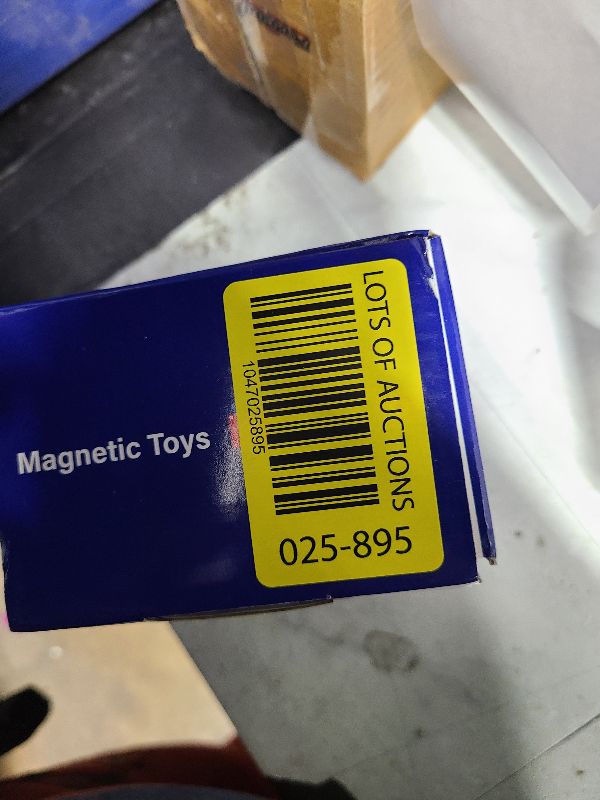 Magnetic Toys
LOTS OF AUCTIONS
1047025895
025-895